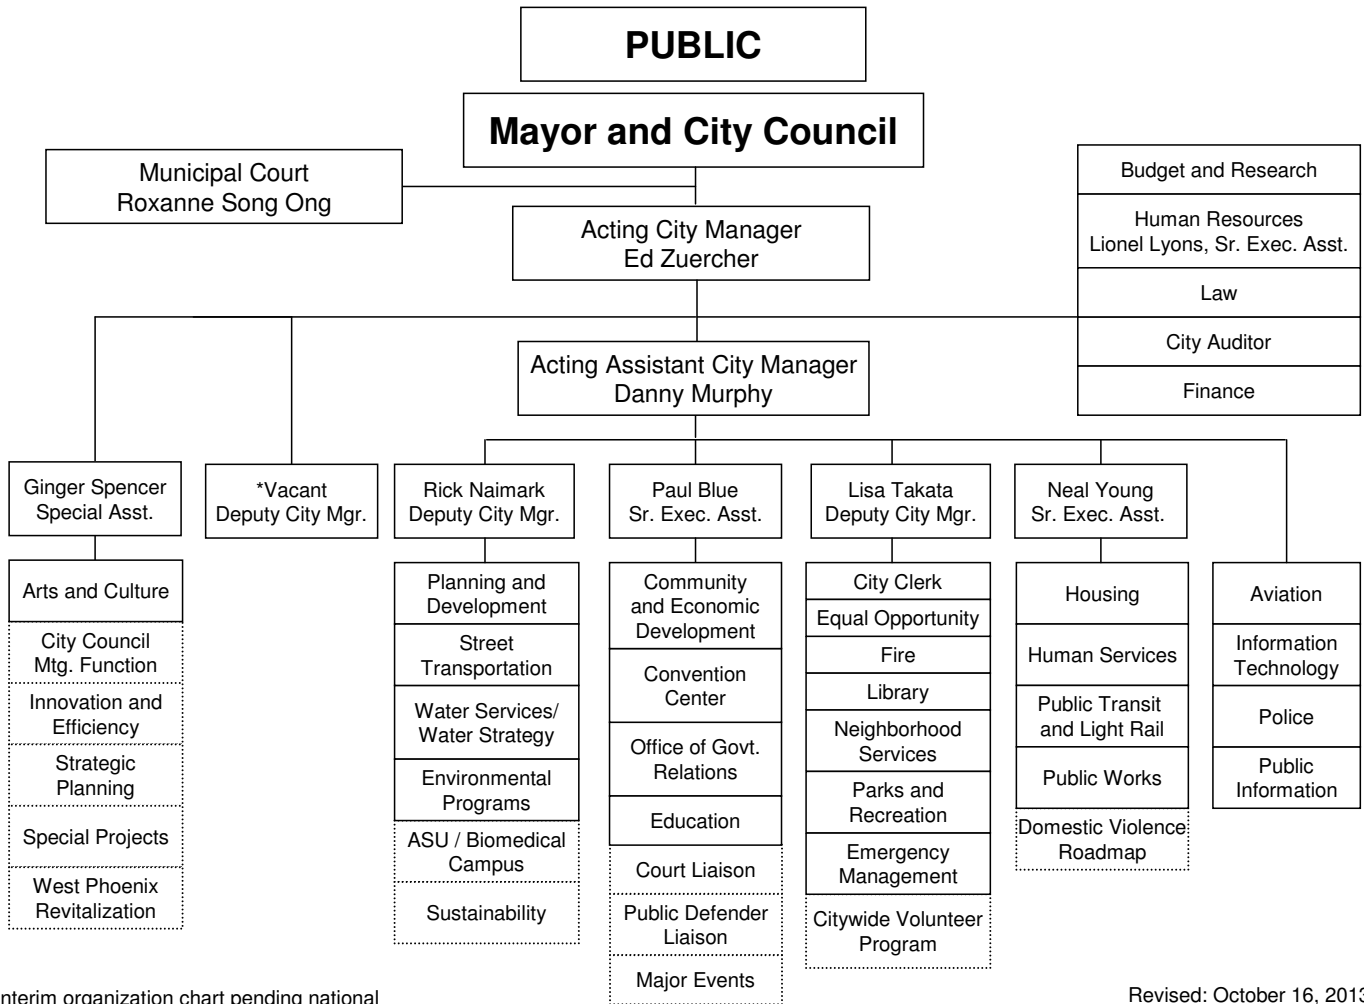 PUBLIC
Mayor and City Council
Municipal Court
Roxanne Song Ong
Acting City Manager
Ed Zuercher
Budget and Research
Human Resources
Lionel Lyons, Sr. Exec. Asst.
Law
City Auditor
Finance
Acting Assistant City Manager
Danny Murphy
Ginger Spencer
Special Asst.
*Vacant
Deputy City Mgr.
Rick Naimark
Deputy City Mgr.
Paul Blue
Sr. Exec. Asst.
Lisa Takata
Deputy City Mgr.
Neal Young
Sr. Exec. Asst.
Arts and Culture
City Council
Mtg. Function
Innovation and
Efficiency
Strategic
Planning
Special Projects
West Phoenix
Revitalization
Planning and
Development
Street
Transportation
Water Services/
Water Strategy
Environmental
Programs
ASU / Biomedical
Campus
Sustainability
Community
and Economic
Development
Convention
Center
Office of Govt.
Relations
Education
Court Liaison
Public Defender
Liaison
Major Events
City Clerk
Equal Opportunity
Fire
Library
Neighborhood
Services
Parks and
Recreation
Emergency
Management
Citywide Volunteer
Program
Housing
Human Services
Public Transit
and Light Rail
Public Works
Domestic Violence
Roadmap
Aviation
Information
Technology
Police
Public
Information
nterim organization chart pending national
Revised: October 16, 2013